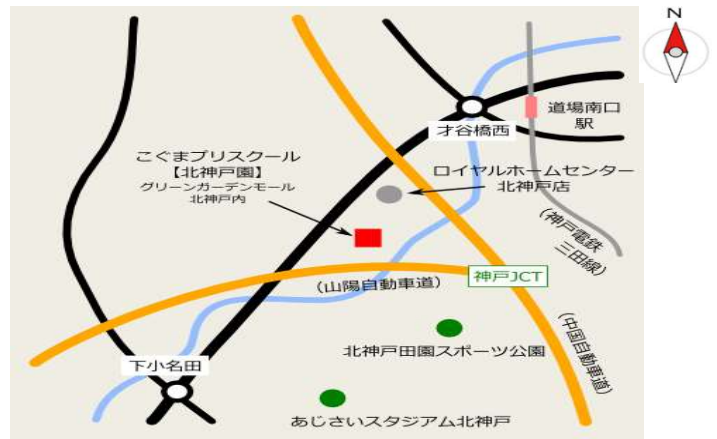 N
道場南口
駅
才谷橋西
こぐまプリスクール
【北神戸園】
グリーンガーデンモール
北神戸内
ロイヤルホームセンター
北神戸店
(神戸電鉄
三田線)
神戸JCT
(山陽自動車道)
(中国自動車道)
北神戸田園スポーツ公園
下小名田
あじさいスタジアム北神戸